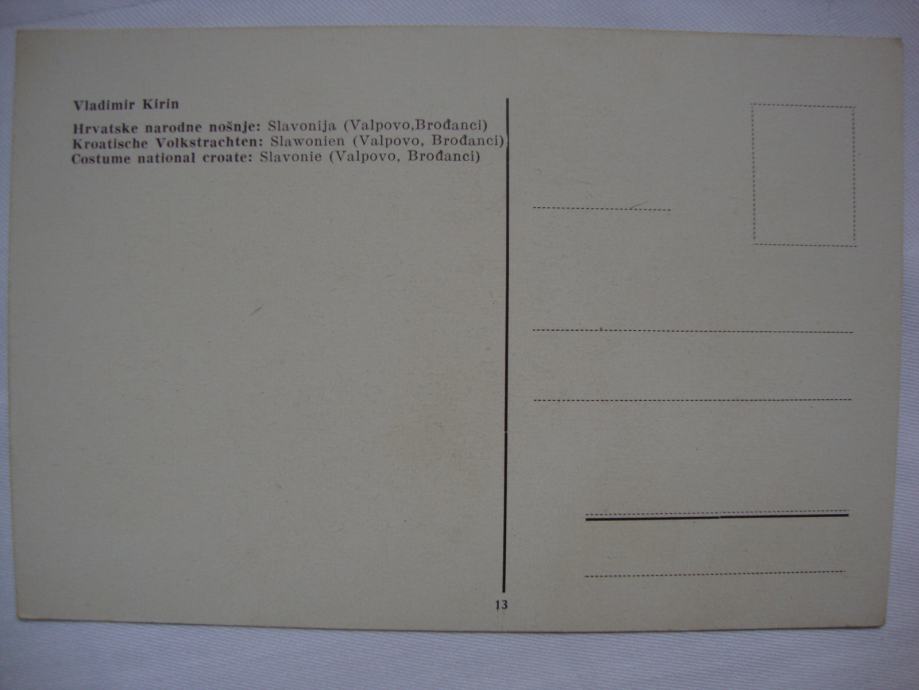 Vladimir Kirin
Hrvatske narodne nošnje: Slavonija (Valpovo,Brođanci)
Kroatische Volkstrachten: Slawonien (Valpovo, Brođanci)
Costume national croate: Slavonie (Valpovo, Brođanci)
13